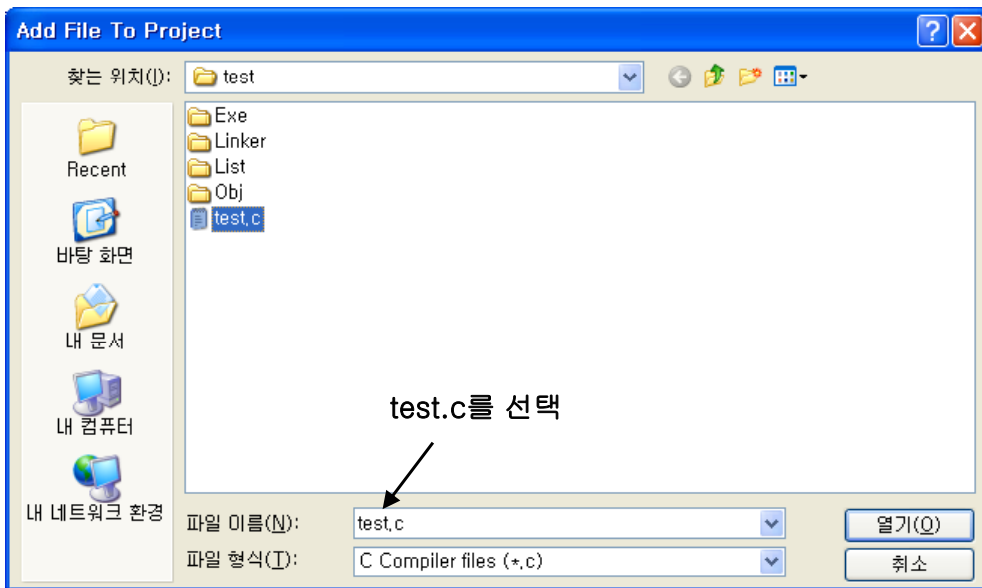 Add File To Project
찾는 위치(I): test
Exe
Linker
List
Obj
test.c
Recent
바탕 화면
내 문서
내 컴퓨터
내 네트워크 환경
test.c를 선택
파일 이름(N): test.c 열기(O)
파일 형식(T): C Compiler files (*.c) 취소